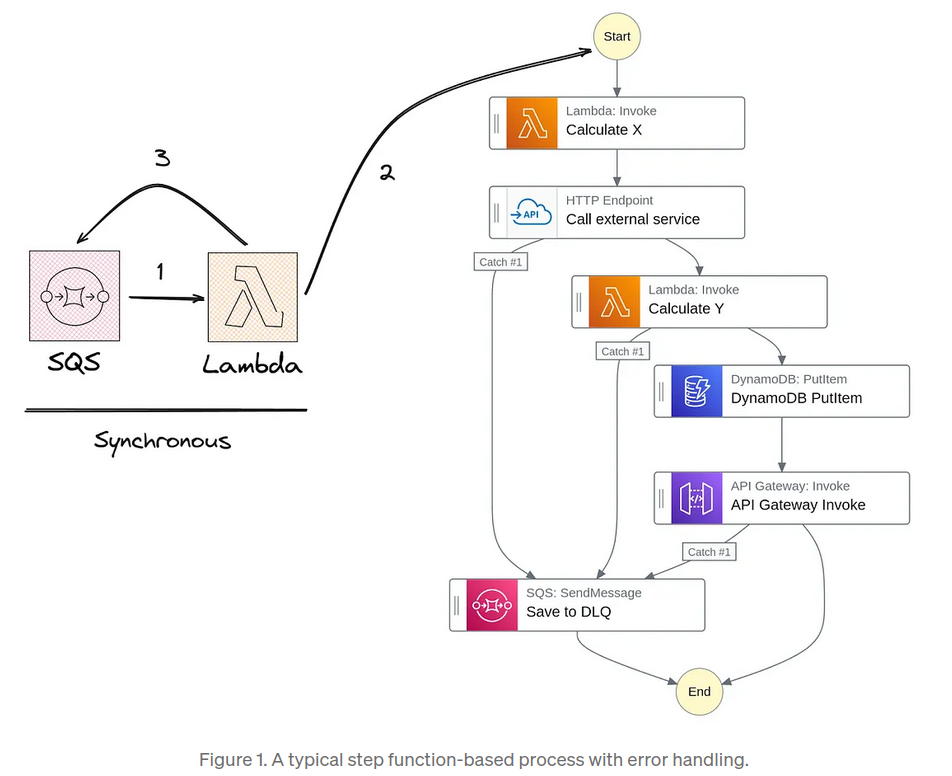 Start
Lambda: Invoke
Calculate X
3
2
HTTP Endpoint
API
Call external service
Catch #1
1
Lambda: Invoke
Calculate Y
SQS
Lambda
Catch #1
DynamoDB: PutItem
DynamoDB PutItem
Synchronous
API Gateway: Invoke
</>
API Gateway Invoke
Catch #1
SQS: SendMessage
Save to DLQ
End
Figure 1. A typical step function-based process with error handling.